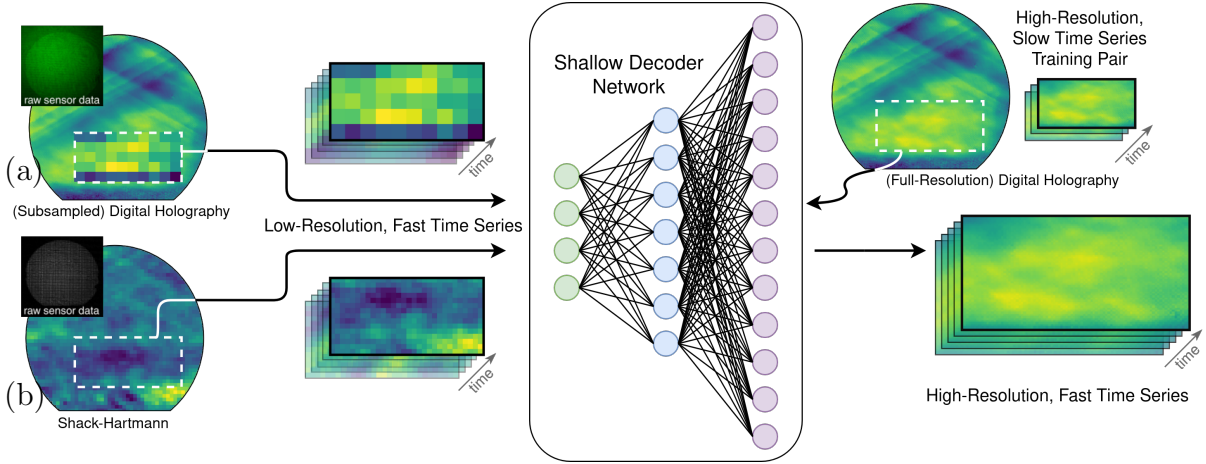 raw sensor data
(a)
(Subsampled) Digital Holography
time
Low-Resolution, Fast Time Series
raw sensor data
(b)
Shack-Hartmann
time
Shallow Decoder
Network
High-Resolution,
Slow Time Series
Training Pair
time
(Full-Resolution) Digital Holography
time
High-Resolution, Fast Time Series